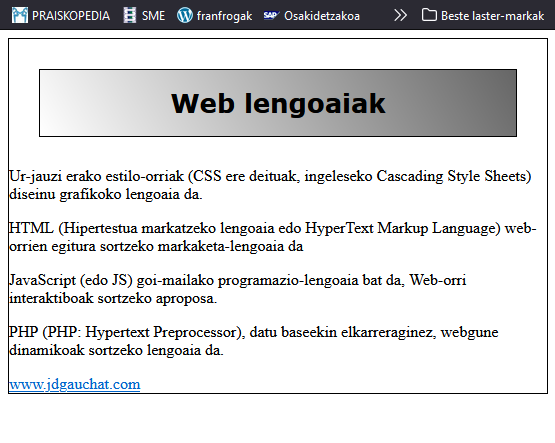 PRAISKOPEDIA SME franfrogak SAP Osakidetzakoa Beste laster-markak
Web lengoaiak
Ur-jauzi erako estilo-orriak (CSS ere deituak, ingeleseko Cascading Style Sheets)
diseinu grafikoko lengoaia da.
HTML (Hipertestua markatzeko lengoaia edo HyperText Markup Language) web-
orrien egitura sortzeko markaketa-lengoaia da
JavaScript (edo JS) goi-mailako programazio-lengoaia bat da, Web-orri
interaktiboak sortzeko aproposa.
PHP (PHP: Hypertext Preprocessor), datu baseekin elkarreraginez, webgune
dinamikoak sortzeko lengoaia da.
www.jdgauchat.com